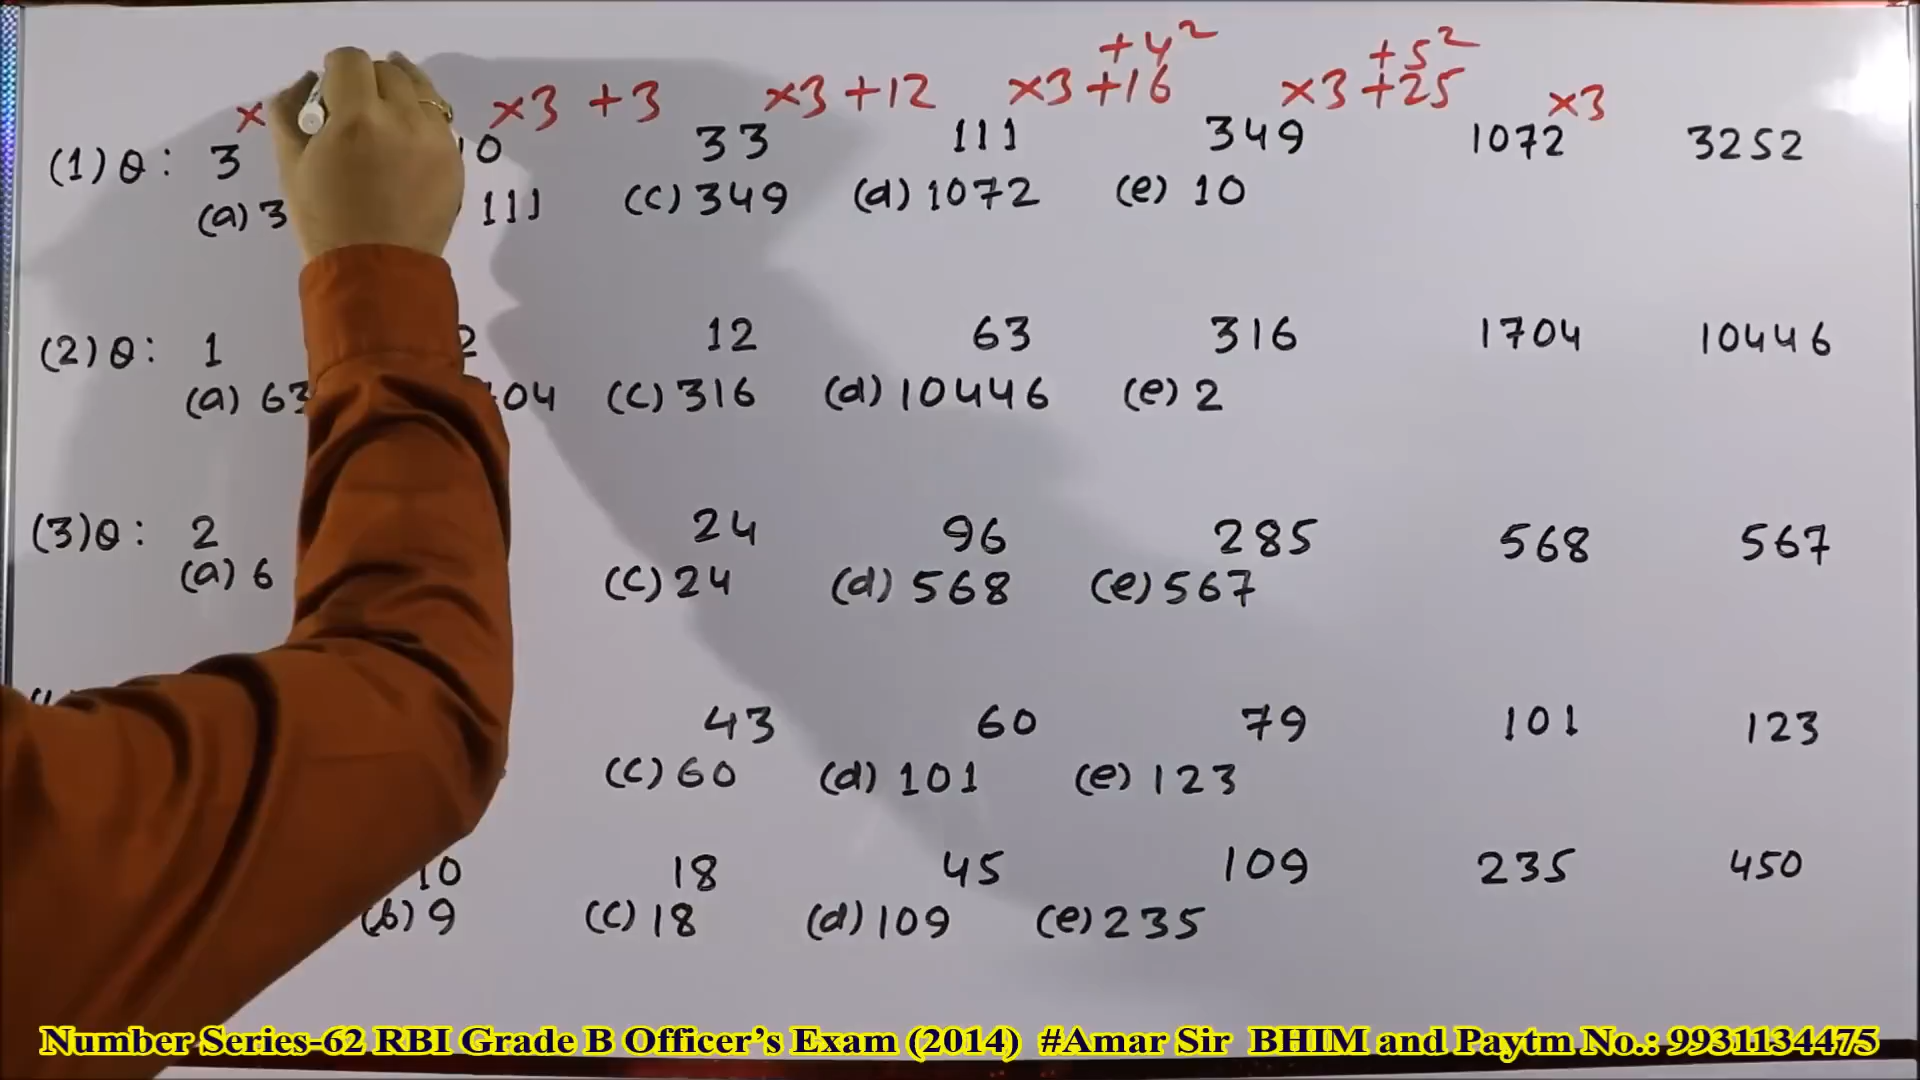 +4² +5²
× ×3 +3 ×3 +12 ×3 +16 ×3 +25 ×3
(1) Q: 3 10 33 111 349 1072 3252
(a) 3 111 (c) 349 (d) 1072 (e) 10
(2) Q: 1 2 12 63 316 1704 10446
(a) 63 04 (c) 316 (d) 10446 (e) 2
(3) Q: 2 24 96 285 568 567
(a) 6 (c) 24 (d) 568 (e) 567
43 60 79 101 123
(c) 60 (d) 101 (e) 123
10 18 45 109 235 450
(b) 9 (c) 18 (d) 109 (e) 235
Number Series-62 RBI Grade B Officer's Exam (2014) #Amar Sir BHIM and Paytm No.: 9931134475